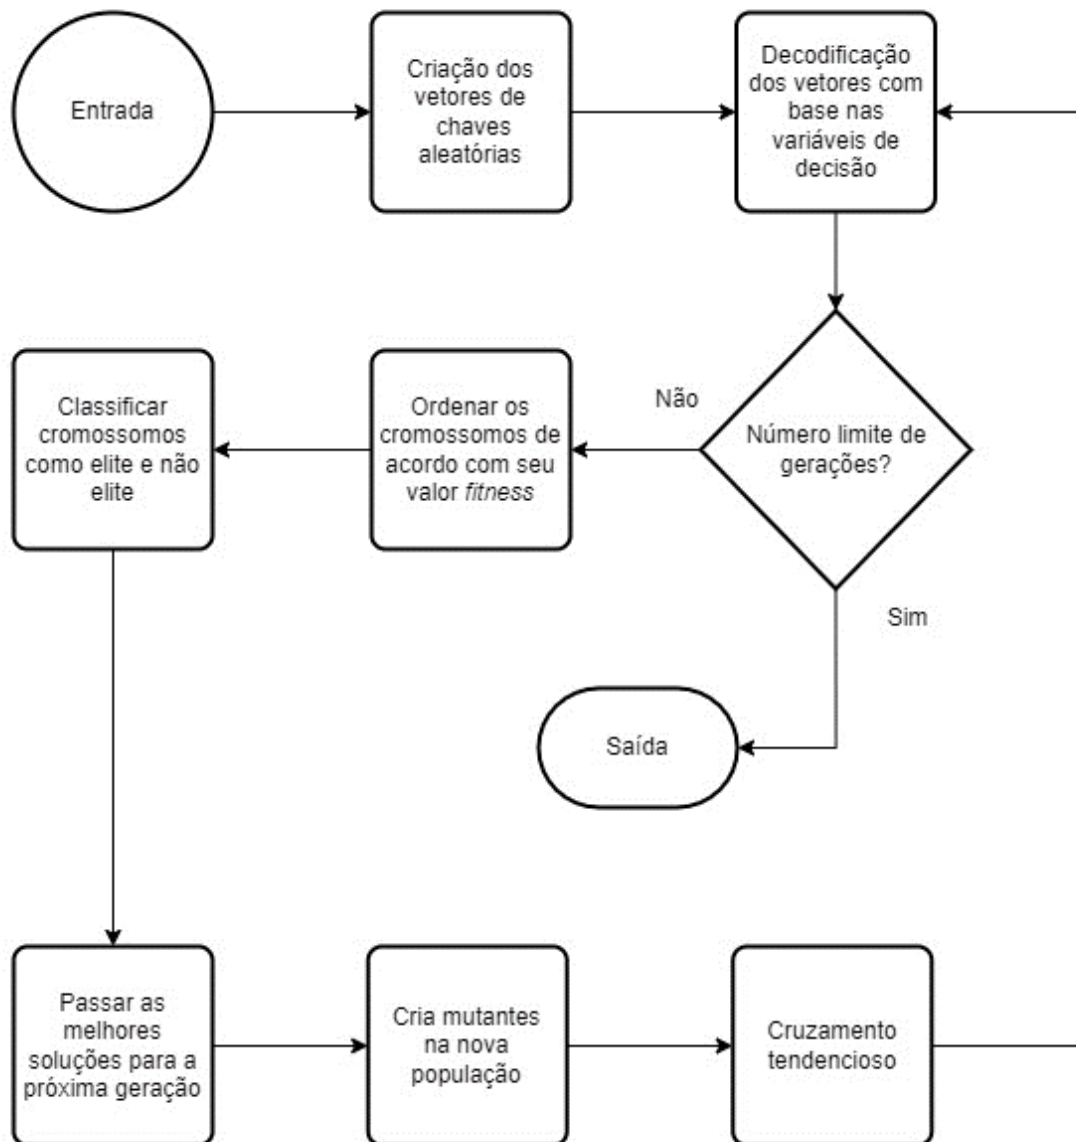 Entrada
Criação dos
vetores de
chaves
aleatórias
Decodificação
dos vetores com
base nas
variáveis de
decisão
Número limite de
gerações?
Não
Sim
Ordenar os
cromossomos de
acordo com seu
valor fitness
Classificar
cromossomos
como elite e não
elite
Saída
Passar as
melhores
soluções para a
próxima geração
Cria mutantes
na nova
população
Cruzamento
tendencioso